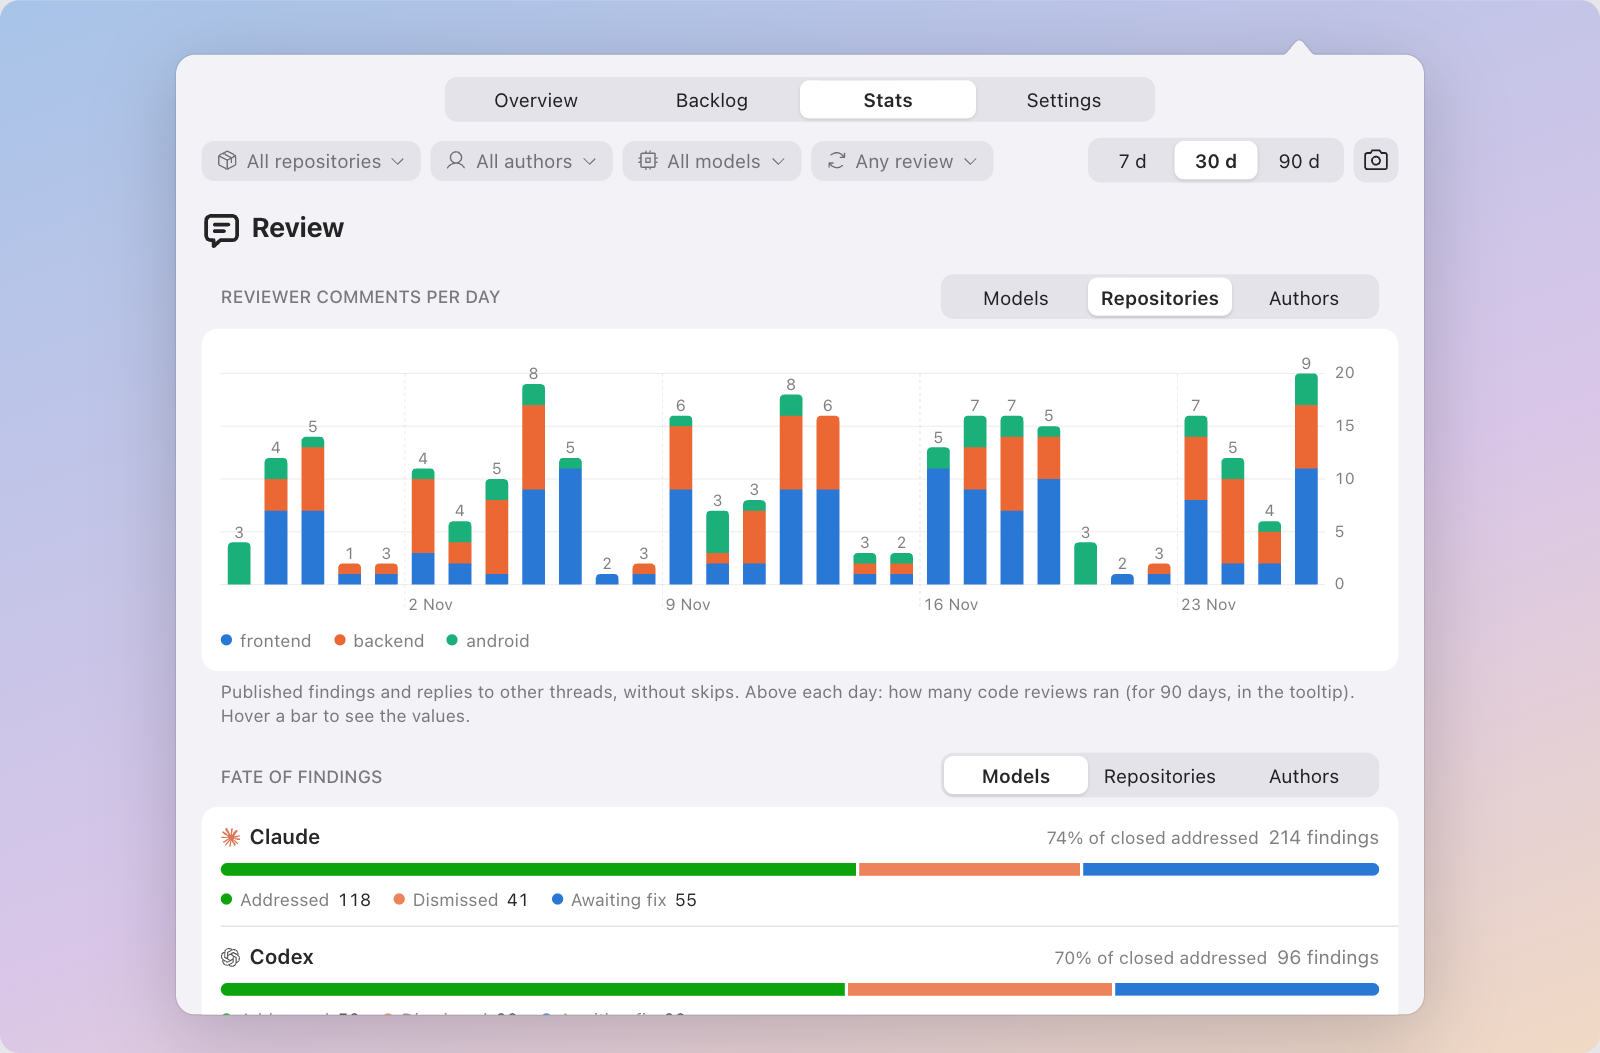 Overview Backlog Stats Settings
All repositories All authors All models Any review 7 d 30 d 90 d
Review
REVIEWER COMMENTS PER DAY
Models Repositories Authors
3 4 5 1 3 4 4 5 8 5 2 3 6 3 3 8 6 3 2 5 7 7 5 3 2 3 7 5 4 9
20
15
10
5
0
2 Nov 9 Nov 16 Nov 23 Nov
frontend backend android
Published findings and replies to other threads, without skips. Above each day: how many code reviews ran (for 90 days, in the tooltip).
Hover a bar to see the values.
FATE OF FINDINGS
Models Repositories Authors
Claude 74% of closed addressed 214 findings
Addressed 118 Dismissed 41 Awaiting fix 55
Codex 70% of closed addressed 96 findings